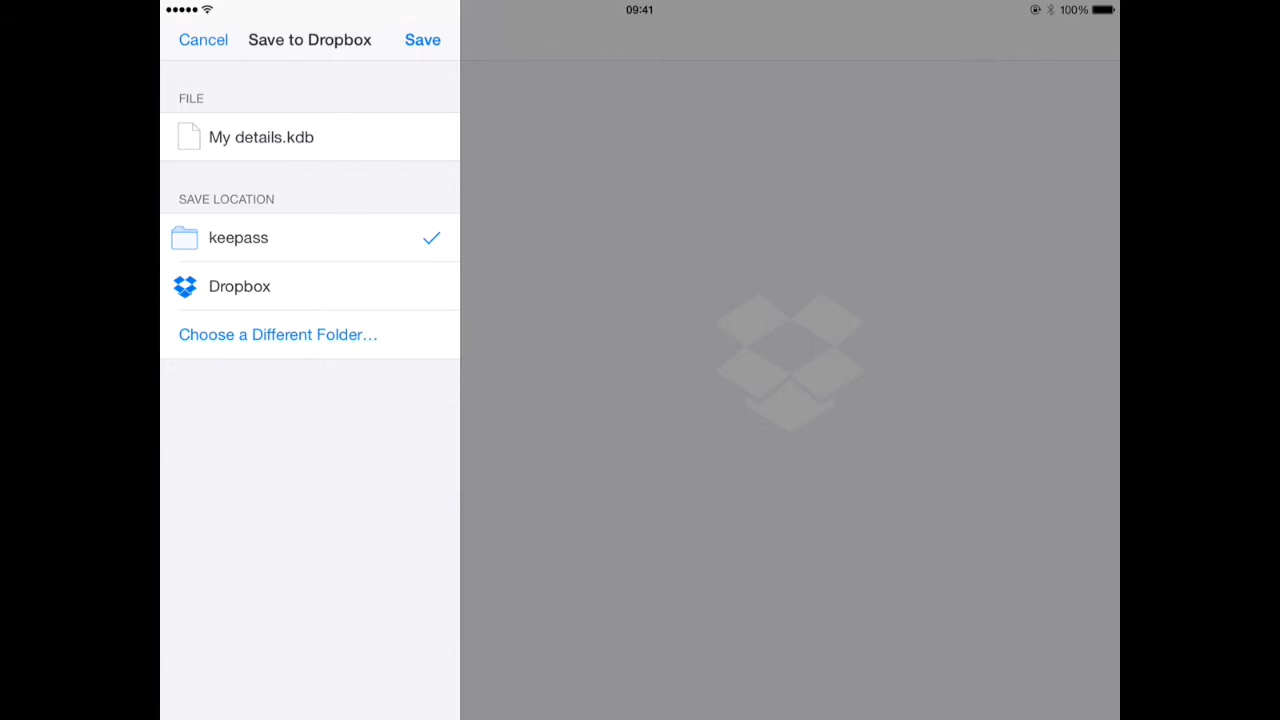 09:41
100%
Cancel
Save to Dropbox
Save
FILE
My details.kdb
SAVE LOCATION
keepass
Dropbox
Choose a Different Folder…